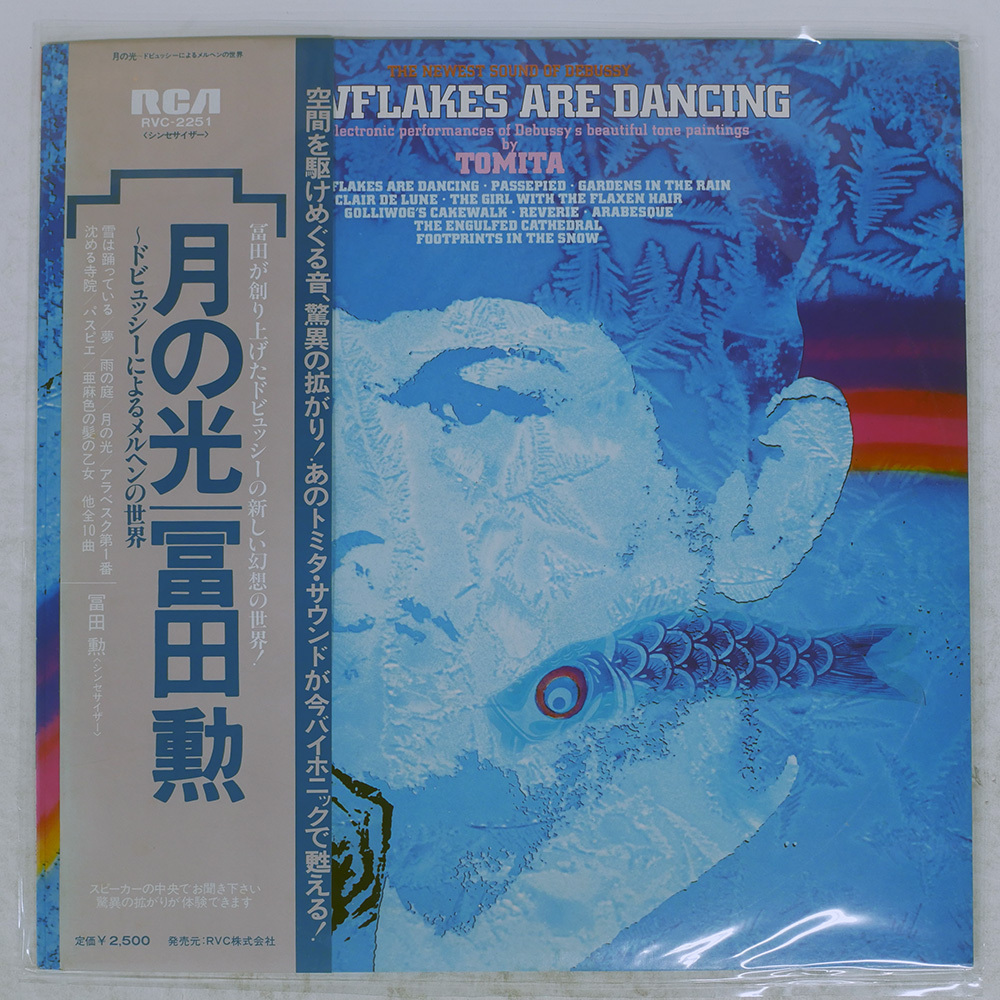 月の光〜ドビュッシーによるメルヘンの世界
RCA
RVC-2251
〈シンセサイザー〉
空間を駆けめぐる音、驚異の拡がり!あのトミタ・サウンドが今バイホニックで甦える!
冨田が創り上げたドビュッシーの新しい幻想の世界!
月の光 冨田勲
〜ドビュッシーによるメルヘンの世界
雪は踊っている 夢 雨の庭 月の光 アラベスク第1番
沈める寺院/パスピエ/亜麻色の髪の乙女 他全10曲
冨田 勲〈シンセサイザー〉
スピーカーの中央でお聞き下さい
驚異の拡がりが体験できます
定価¥2,500 発売元:RVC株式会社
THE NEWEST SOUND OF DEBUSSY
WFLAKES ARE DANCING
lectronic performances of Debussy's beautiful tone paintings
by
TOMITA
FLAKES ARE DANCING · PASSEPIED · GARDENS IN THE RAIN
CLAIR DE LUNE · THE GIRL WITH THE FLAXEN HAIR
GOLLIWOG'S CAKEWALK · REVERIE · ARABESQUE
THE ENGULFED CATHEDRAL
FOOTPRINTS IN THE SNOW